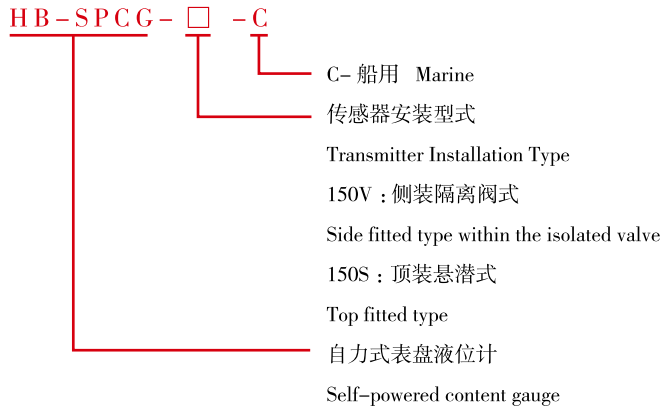 HB-SPCG-□ -C
C- 船用 Marine
传感器安装型式
Transmitter Installation Type
150V : 侧装隔离阀式
Side fitted type within the isolated valve
150S : 顶装悬潜式
Top fitted type
自力式表盘液位计
Self-powered content gauge